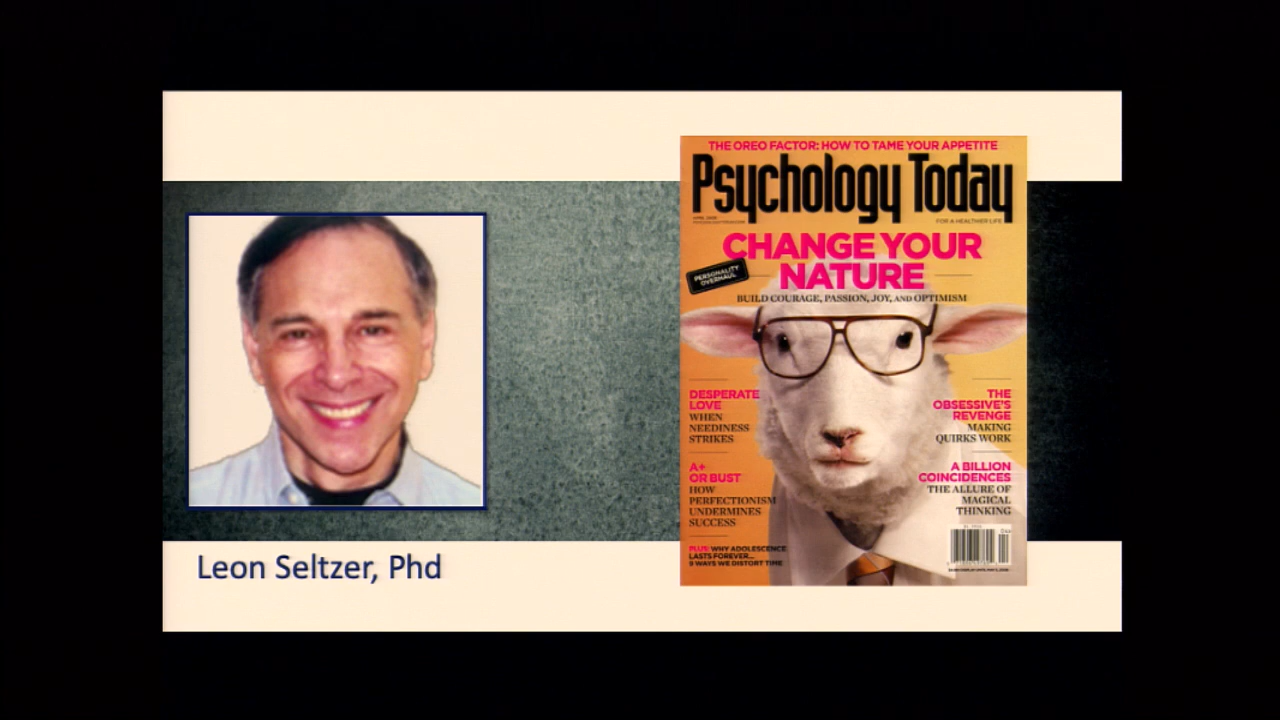 THE OREO FACTOR: HOW TO TAME YOUR APPETITE
Psychology Today
FOR A HEALTHIER LIFE
CHANGE YOUR
NATURE
PERSONALITY
OVERHAUL
BUILD COURAGE, PASSION, JOY, AND OPTIMISM
DESPERATE
LOVE
WHEN
NEEDINESS
STRIKES
A+
OR BUST
HOW
PERFECTIONISM
UNDERMINES
SUCCESS
PLUS: WHY ADOLESCENCE
LASTS FOREVER...
9 WAYS WE DISTORT TIME
THE
OBSESSIVE'S
REVENGE
MAKING
QUIRKS WORK
A BILLION
COINCIDENCES
THE ALLURE OF
MAGICAL
THINKING
Leon Seltzer, Phd